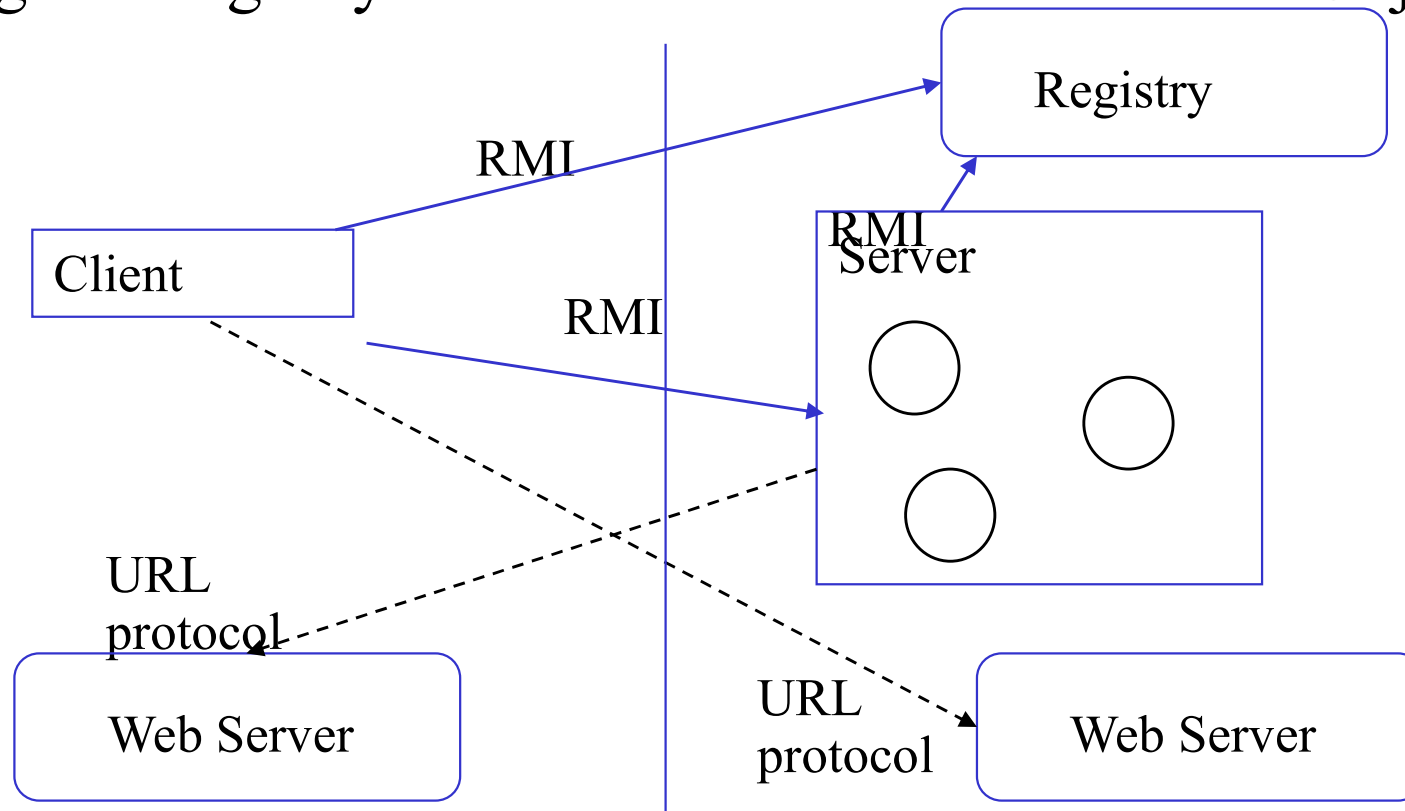 Registry
RMI
RMI
Server
Client
RMI
URL
protocol
URL
protocol
Web Server
Web Server